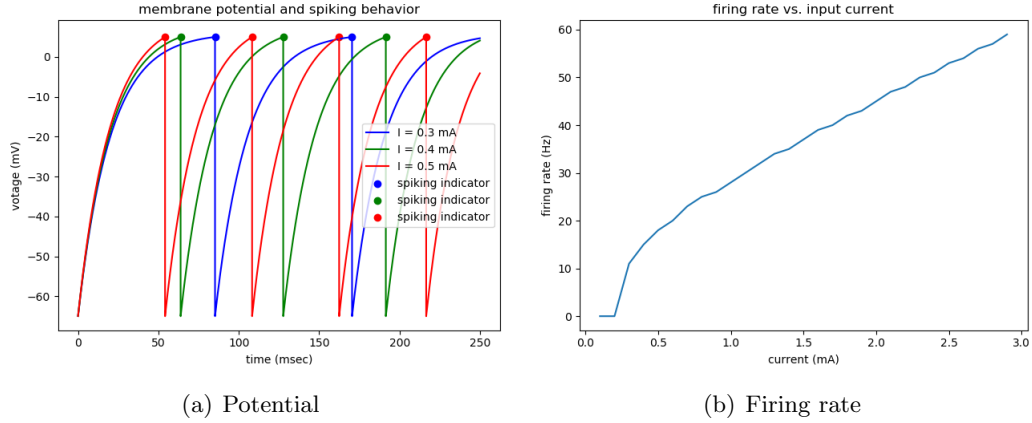 membrane potential and spiking behavior
votage (mV)
0
−10
−20
−30
−40
−50
−60
I = 0.3 mA
I = 0.4 mA
I = 0.5 mA
spiking indicator
spiking indicator
spiking indicator
0
50
100
150
200
250
time (msec)
(a) Potential
firing rate vs. input current
firing rate (Hz)
60
50
40
30
20
10
0
0.0
0.5
1.0
1.5
2.0
2.5
3.0
current (mA)
(b) Firing rate